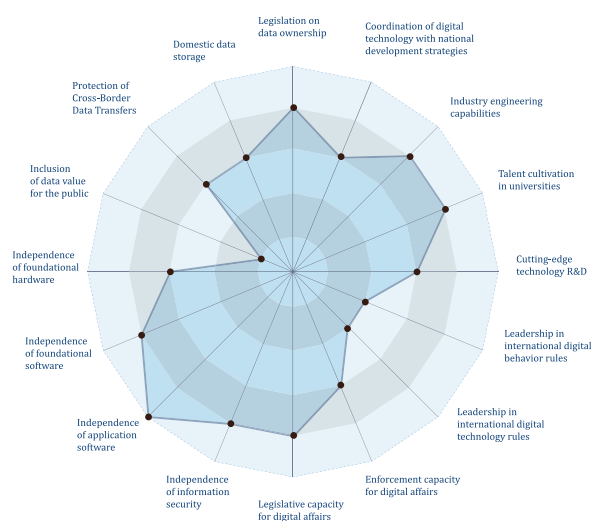 Legislation on
data ownership
Coordination of digital
technology with national
development strategies
Industry engineering
capabilities
Talent cultivation
in universities
Cutting-edge
technology R&D
Leadership in
international digital
behavior rules
Leadership in
international digital
technology rules
Enforcement capacity
for digital affairs
Legislative capacity
for digital affairs
Independence
of information
security
Independence
of application
software
Independence
of foundational
software
Independence
of foundational
hardware
Inclusion
of data value
for the public
Protection of
Cross-Border
Data Transfers
Domestic data
storage